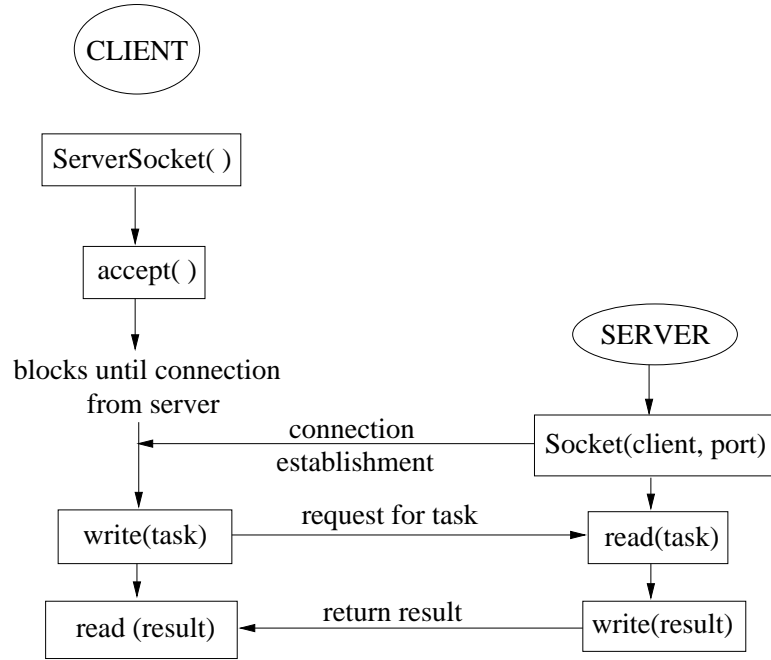 CLIENT
ServerSocket( )
accept( )
SERVER
blocks until connection
from server
connection
establishment
Socket(client, port)
write(task)
request for task
read(task)
read (result)
return result
write(result)